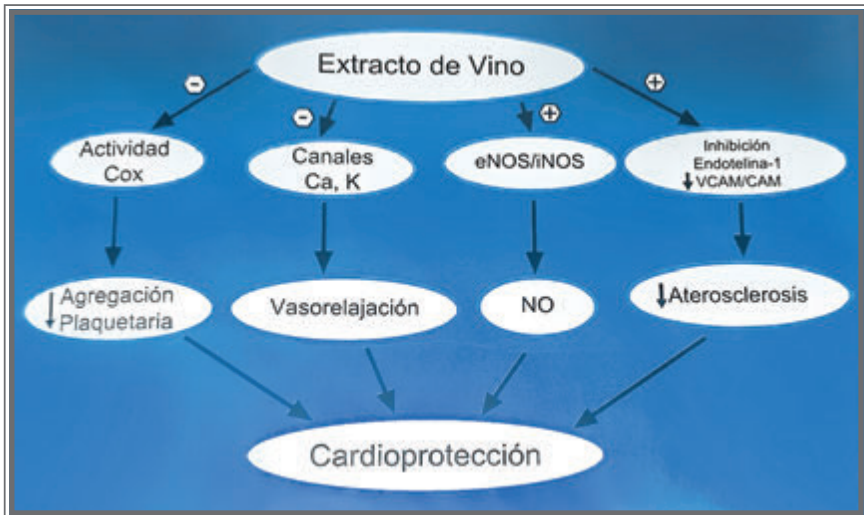 Extracto de Vino
-
-
+
+
Actividad
Cox
Canales
Ca, K
eNOS/iNOS
Inhibición
Endotelina-1
↓ VCAM/CAM
↓ Agregación
Plaquetaria
Vasorelajación
NO
↓ Aterosclerosis
Cardioprotección